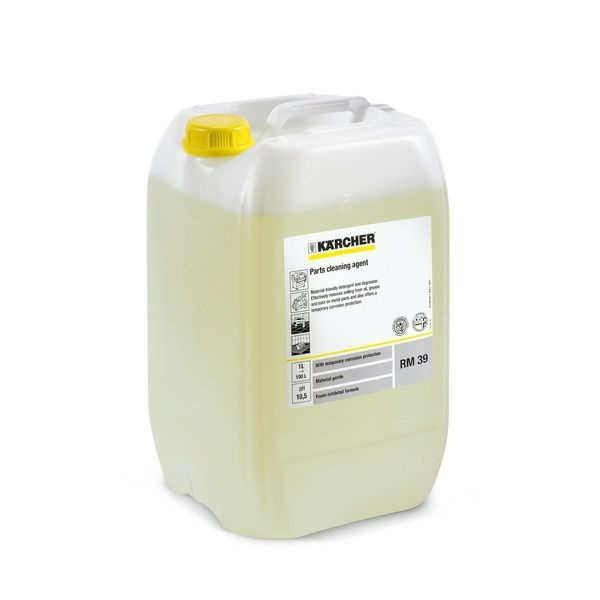 KÄRCHER
Parts cleaning agent
Material-friendly detergent and degreaser.
Effectively removes soiling from oil, grease
and soot on metal parts and also offers a
temporary corrosion protection.
1L
100 L
pH
10,5
With temporary corrosion protection
Material gentle
Foam-inhibited formula
RM 39